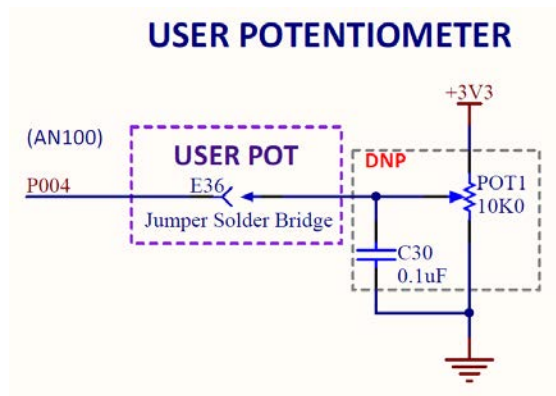 USER POTENTIOMETER
+3V3
(AN100)
USER POT
DNP
P004
E36
POT1
10K0
Jumper Solder Bridge
C30
0.1uF